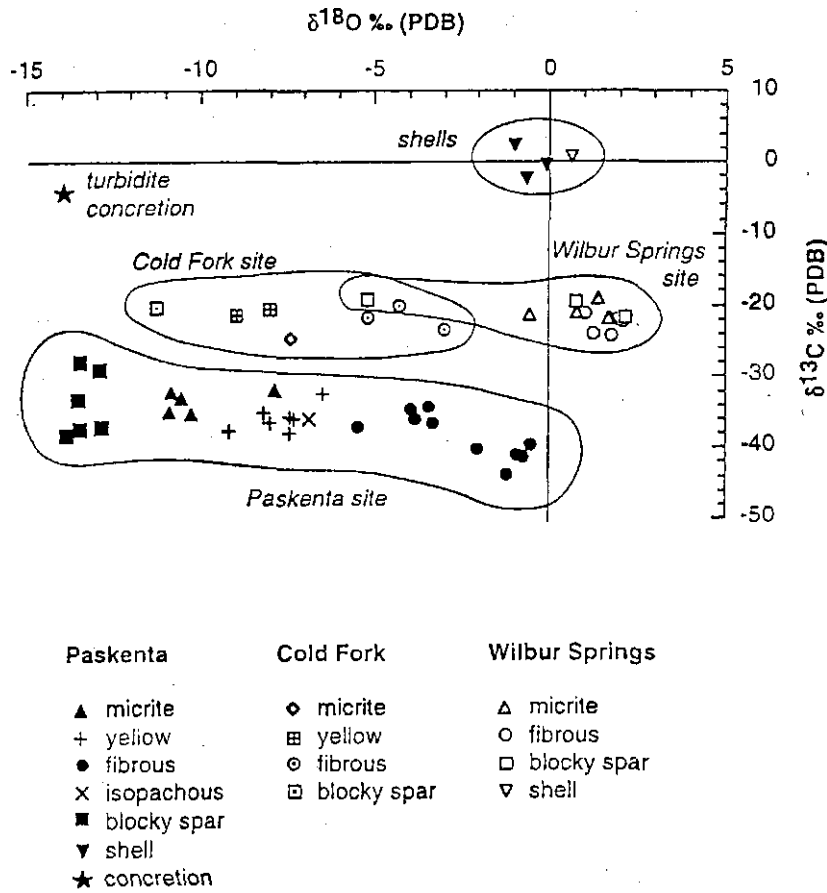 δ18O ‰ (PDB)
-15 -10 -5 0 5
10
shells
0
turbidite
concretion
-10
Cold Fork site
Wilbur Springs
site
-20
δ13C ‰ (PDB)
-30
-40
Paskenta site
-50
Paskenta Cold Fork Wilbur Springs
micrite micrite micrite
yellow yellow fibrous
fibrous fibrous blocky spar
isopachous blocky spar shell
blocky spar
shell
concretion